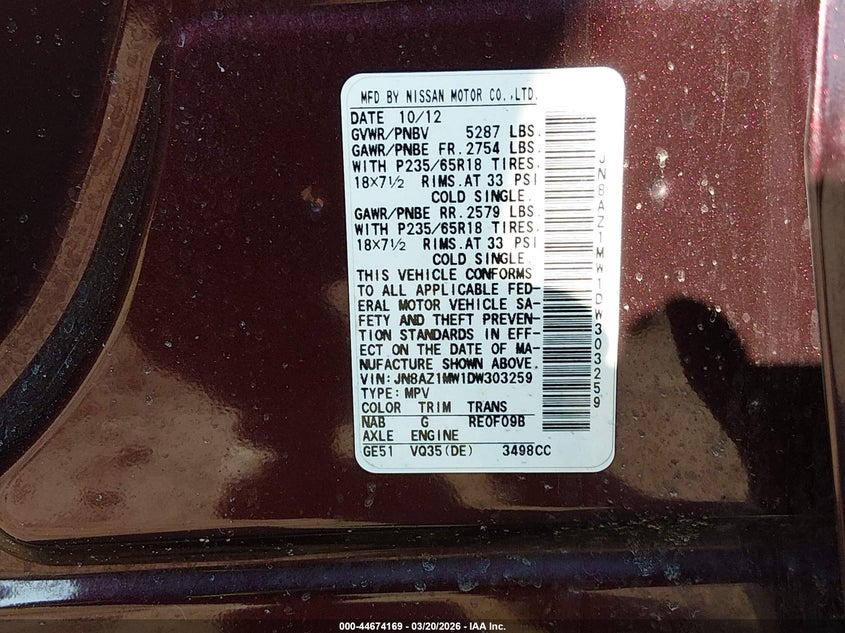 MFD BY NISSAN MOTOR CO.,LTD.
DATE 10/12
GVWR/PNBV 5287 LBS.
GAWR/PNBE FR. 2754 LBS.
WITH P235/65R18 TIRES.
18X7½ RIMS. AT 33 PSI
COLD SINGLE.
GAWR/PNBE RR. 2579 LBS.
WITH P235/65R18 TIRES.
18X7½ RIMS. AT 33 PSI
COLD SINGLE.
THIS VEHICLE CONFORMS
TO ALL APPLICABLE FED-
ERAL MOTOR VEHICLE SA-
FETY AND THEFT PREVEN-
TION STANDARDS IN EFF-
ECT ON THE DATE OF MA-
NUFACTURE SHOWN ABOVE.
VIN: JN8AZ1MW1DW303259
TYPE: MPV
COLOR TRIM TRANS
NAB G RE0F09B
AXLE ENGINE
GE51 VQ35(DE) 3498CC
JN8AZ1MW1DW303259
000-44674169 — 03/20/2026 — IAA Inc.